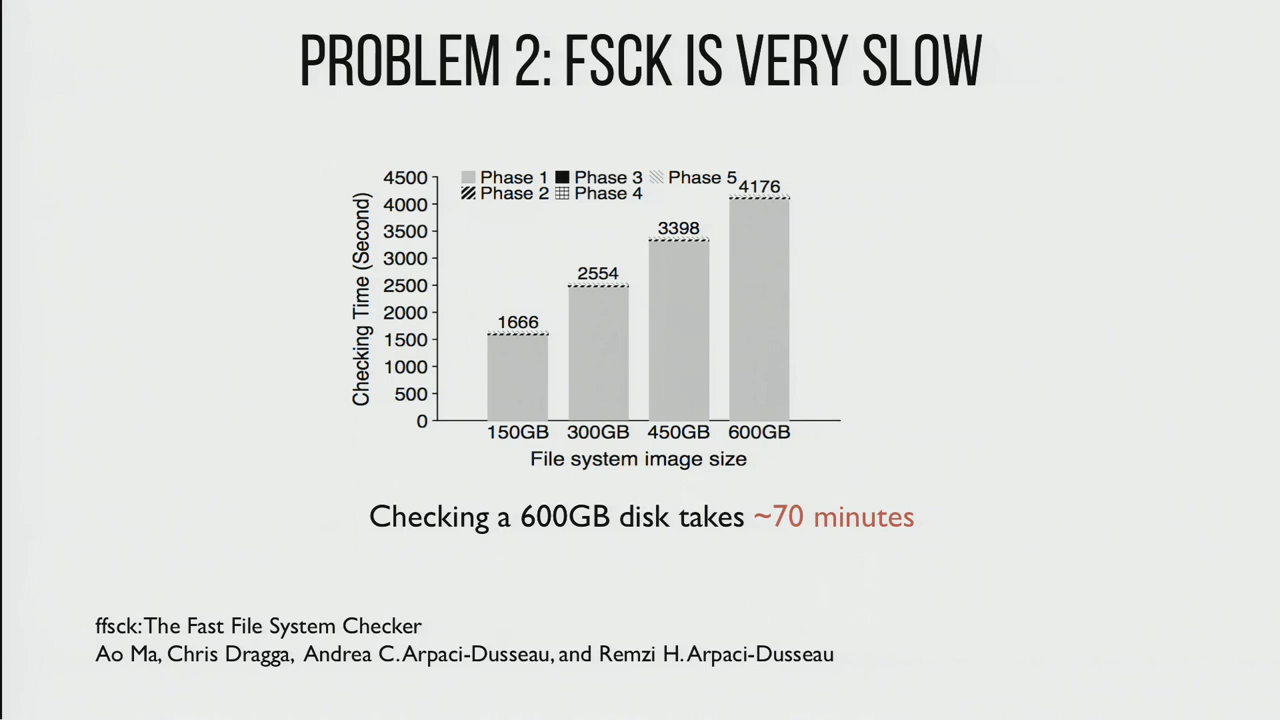 PROBLEM 2: FSCK IS VERY SLOW
Phase 1 Phase 3 Phase 5
Phase 2 Phase 4
4500
4000
3500
3000
2500
2000
1500
1000
500
0
Checking Time (Second)
1666
2554
3398
4176
150GB 300GB 450GB 600GB
File system image size
Checking a 600GB disk takes ~70 minutes
ffsck: The Fast File System Checker
Ao Ma, Chris Dragga, Andrea C. Arpaci-Dusseau, and Remzi H. Arpaci-Dusseau